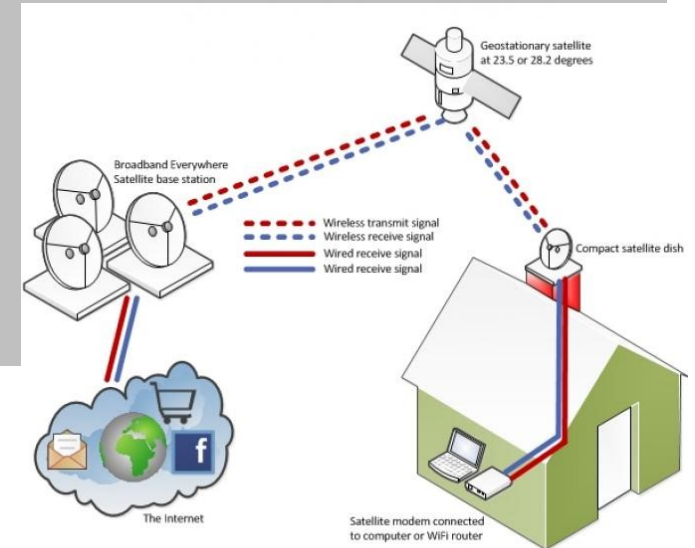 Geostationary satellite
at 23.5 or 28.2 degrees
Broadband Everywhere
Satellite base station
Wireless transmit signal
Wireless receive signal
Wired receive signal
Wired receive signal
Compact satellite dish
f
The Internet
Satellite modem connected
to computer or WiFi router